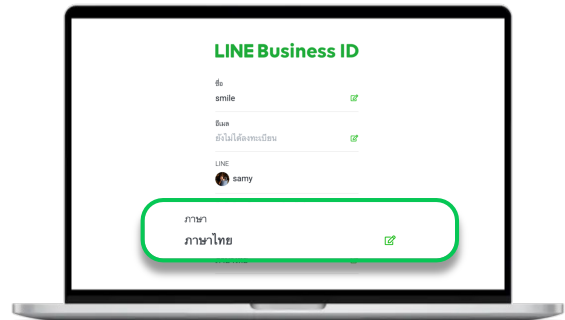 LINE Business ID
ชื่อ
smile
อีเมล
ยังไม่ได้ลงทะเบียน
LINE
samy
ภาษา
ภาษาไทย